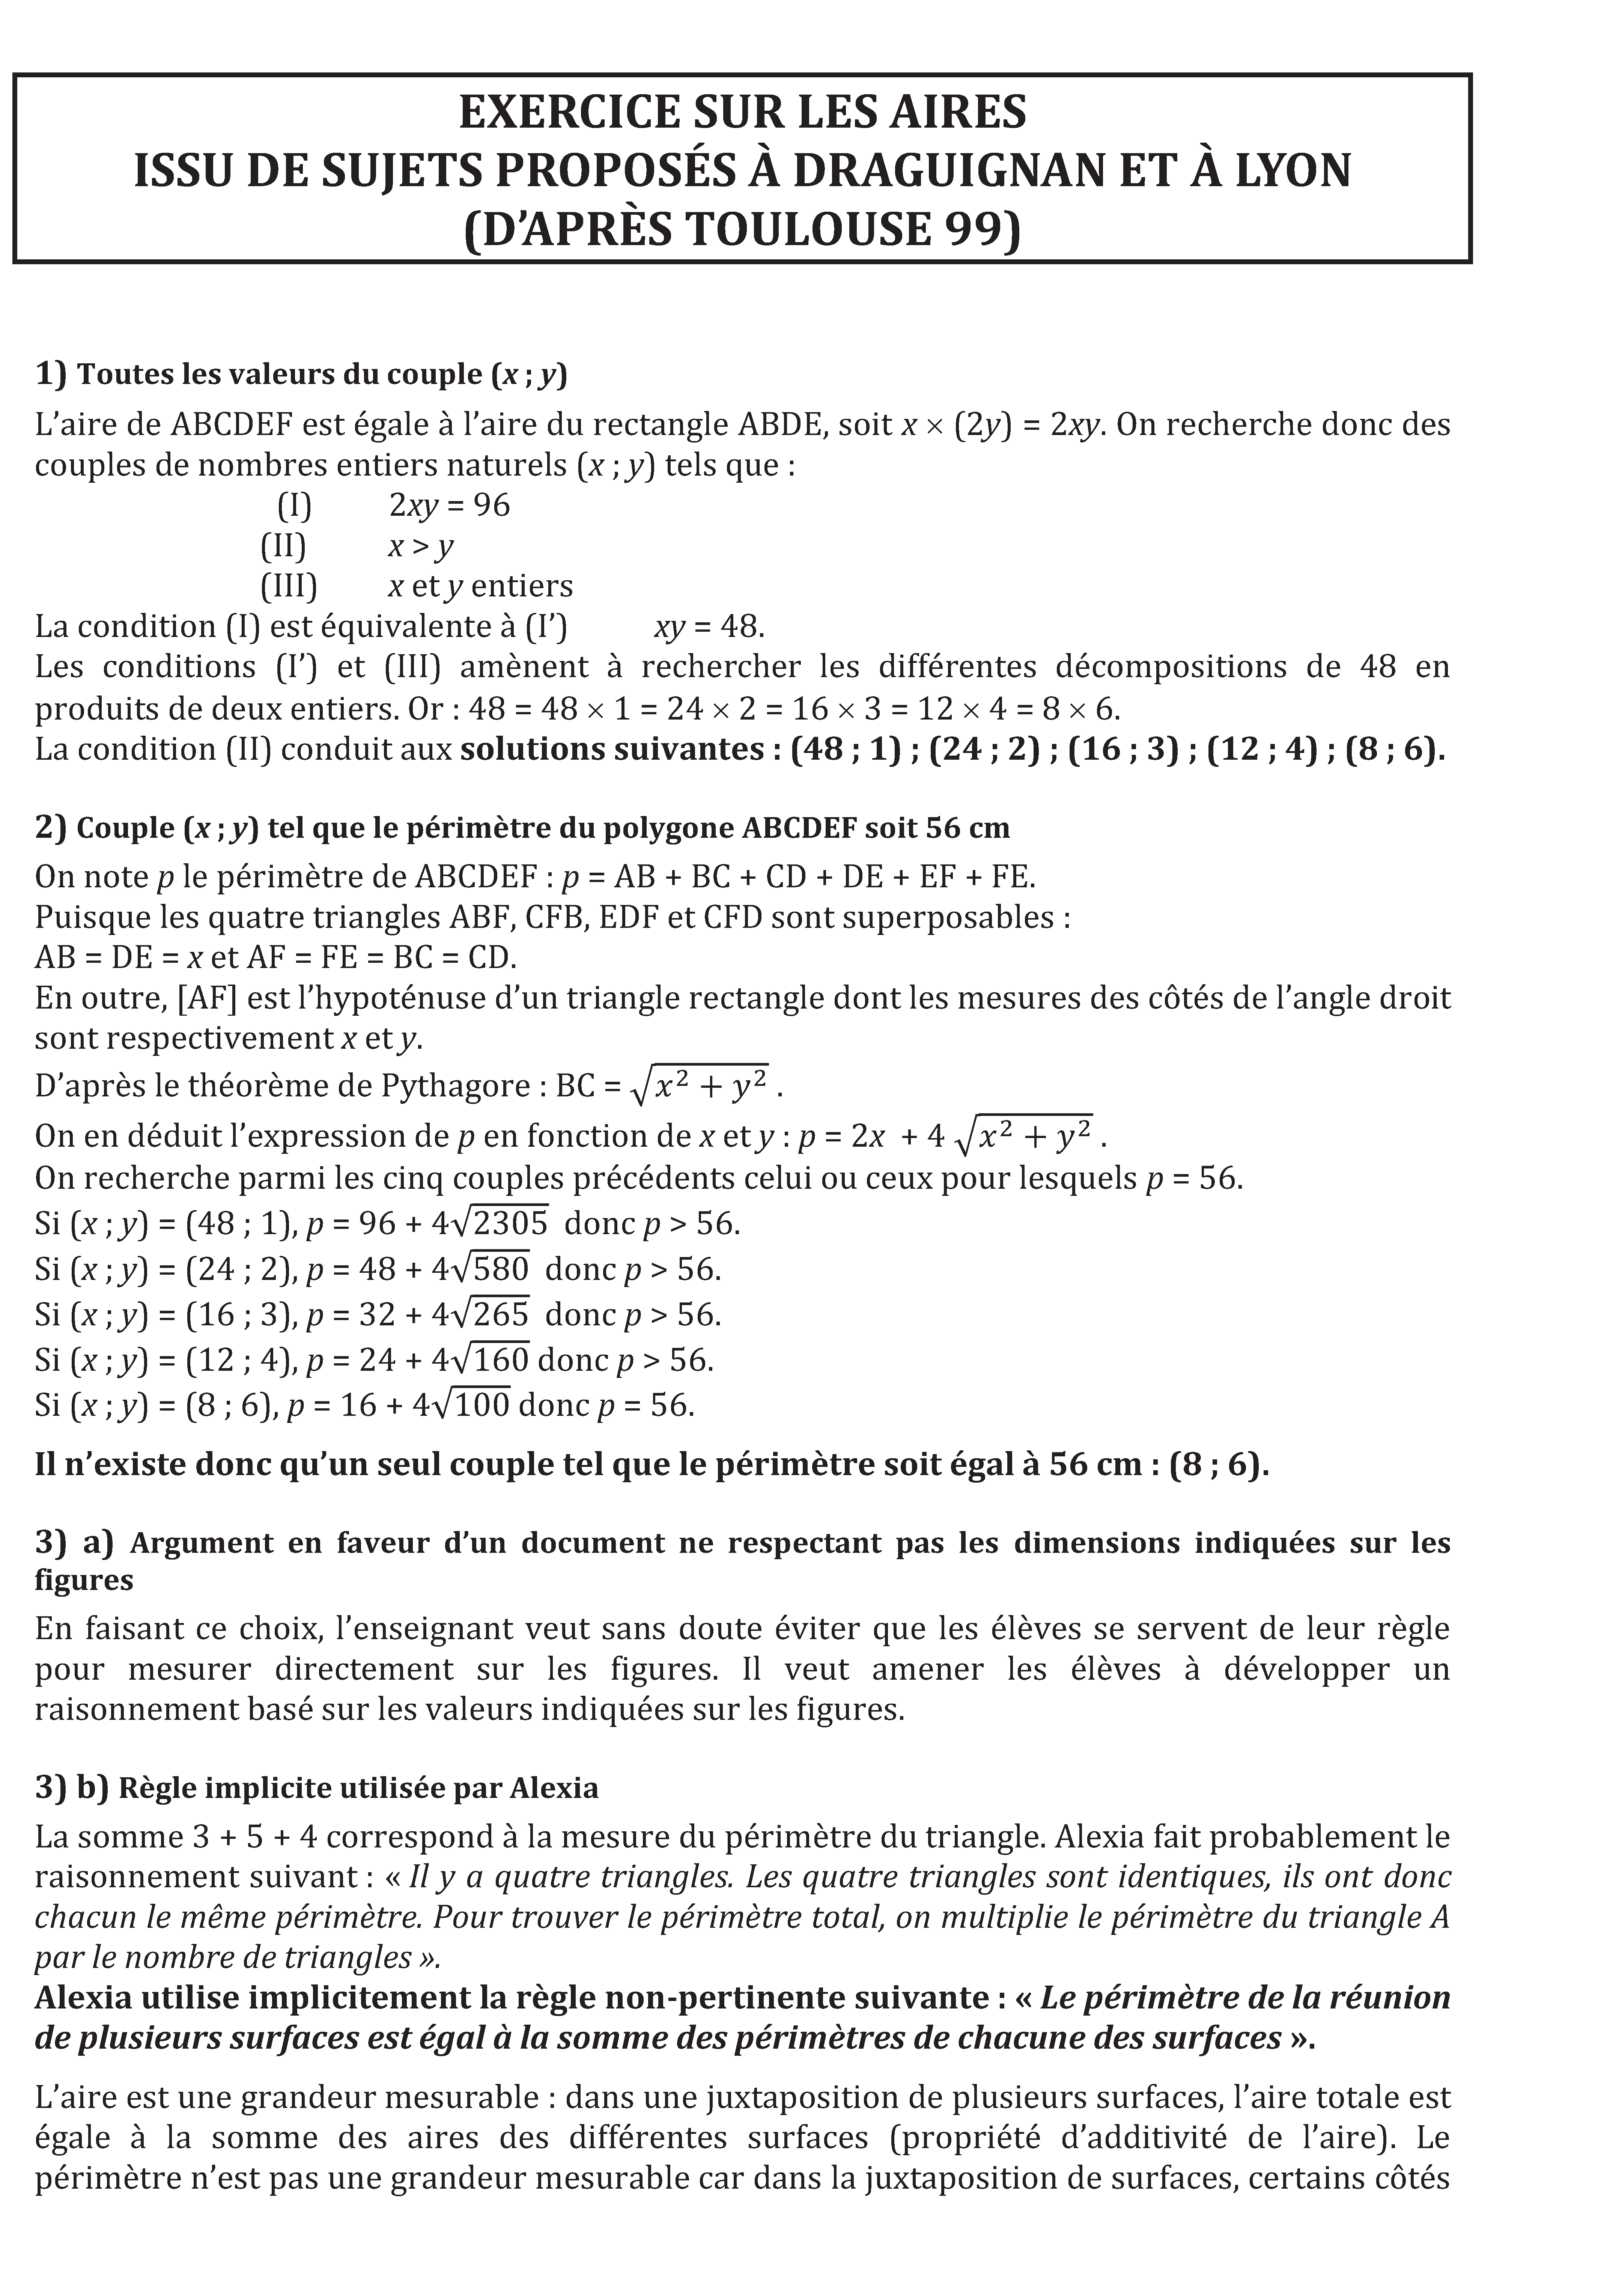 EXERCICE SUR LES AIRES
ISSU DE SUJETS PROPOSÉS À DRAGUIGNAN ET À LYON
(D’APRÈS TOULOUSE 99)
1) Toutes les valeurs du couple (x ; y)
L’aire de ABCDEF est égale à l’aire du rectangle ABDE, soit x × (2y) = 2xy. On recherche donc des
couples de nombres entiers naturels (x ; y) tels que :
(I) 2xy = 96
(II) x > y
(III) x et y entiers
La condition (I) est équivalente à (I’) xy = 48.
Les conditions (I’) et (III) amènent à rechercher les différentes décompositions de 48 en
produits de deux entiers. Or : 48 = 48 × 1 = 24 × 2 = 16 × 3 = 12 × 4 = 8 × 6.
La condition (II) conduit aux solutions suivantes : (48 ; 1) ; (24 ; 2) ; (16 ; 3) ; (12 ; 4) ; (8 ; 6).
2) Couple (x ; y) tel que le périmètre du polygone ABCDEF soit 56 cm
On note p le périmètre de ABCDEF : p = AB + BC + CD + DE + EF + FE.
Puisque les quatre triangles ABF, CFB, EDF et CFD sont superposables :
AB = DE = x et AF = FE = BC = CD.
En outre, [AF] est l’hypoténuse d’un triangle rectangle dont les mesures des côtés de l’angle droit
sont respectivement x et y.
D’après le théorème de Pythagore : BC = √(x² + y²) .
On en déduit l’expression de p en fonction de x et y : p = 2x + 4 √(x² + y²) .
On recherche parmi les cinq couples précédents celui ou ceux pour lesquels p = 56.
Si (x ; y) = (48 ; 1), p = 96 + 4√2305 donc p > 56.
Si (x ; y) = (24 ; 2), p = 48 + 4√580 donc p > 56.
Si (x ; y) = (16 ; 3), p = 32 + 4√265 donc p > 56.
Si (x ; y) = (12 ; 4), p = 24 + 4√160 donc p > 56.
Si (x ; y) = (8 ; 6), p = 16 + 4√100 donc p = 56.
Il n’existe donc qu’un seul couple tel que le périmètre soit égal à 56 cm : (8 ; 6).
3) a) Argument en faveur d’un document ne respectant pas les dimensions indiquées sur les
figures
En faisant ce choix, l’enseignant veut sans doute éviter que les élèves se servent de leur règle
pour mesurer directement sur les figures. Il veut amener les élèves à développer un
raisonnement basé sur les valeurs indiquées sur les figures.
3) b) Règle implicite utilisée par Alexia
La somme 3 + 5 + 4 correspond à la mesure du périmètre du triangle. Alexia fait probablement le
raisonnement suivant : « Il y a quatre triangles. Les quatre triangles sont identiques, ils ont donc
chacun le même périmètre. Pour trouver le périmètre total, on multiplie le périmètre du triangle A
par le nombre de triangles ».
Alexia utilise implicitement la règle non-pertinente suivante : « Le périmètre de la réunion
de plusieurs surfaces est égal à la somme des périmètres de chacune des surfaces ».
L’aire est une grandeur mesurable : dans une juxtaposition de plusieurs surfaces, l’aire totale est
égale à la somme des aires des différentes surfaces (propriété d’additivité de l’aire). Le
périmètre n’est pas une grandeur mesurable car dans la juxtaposition de surfaces, certains côtés